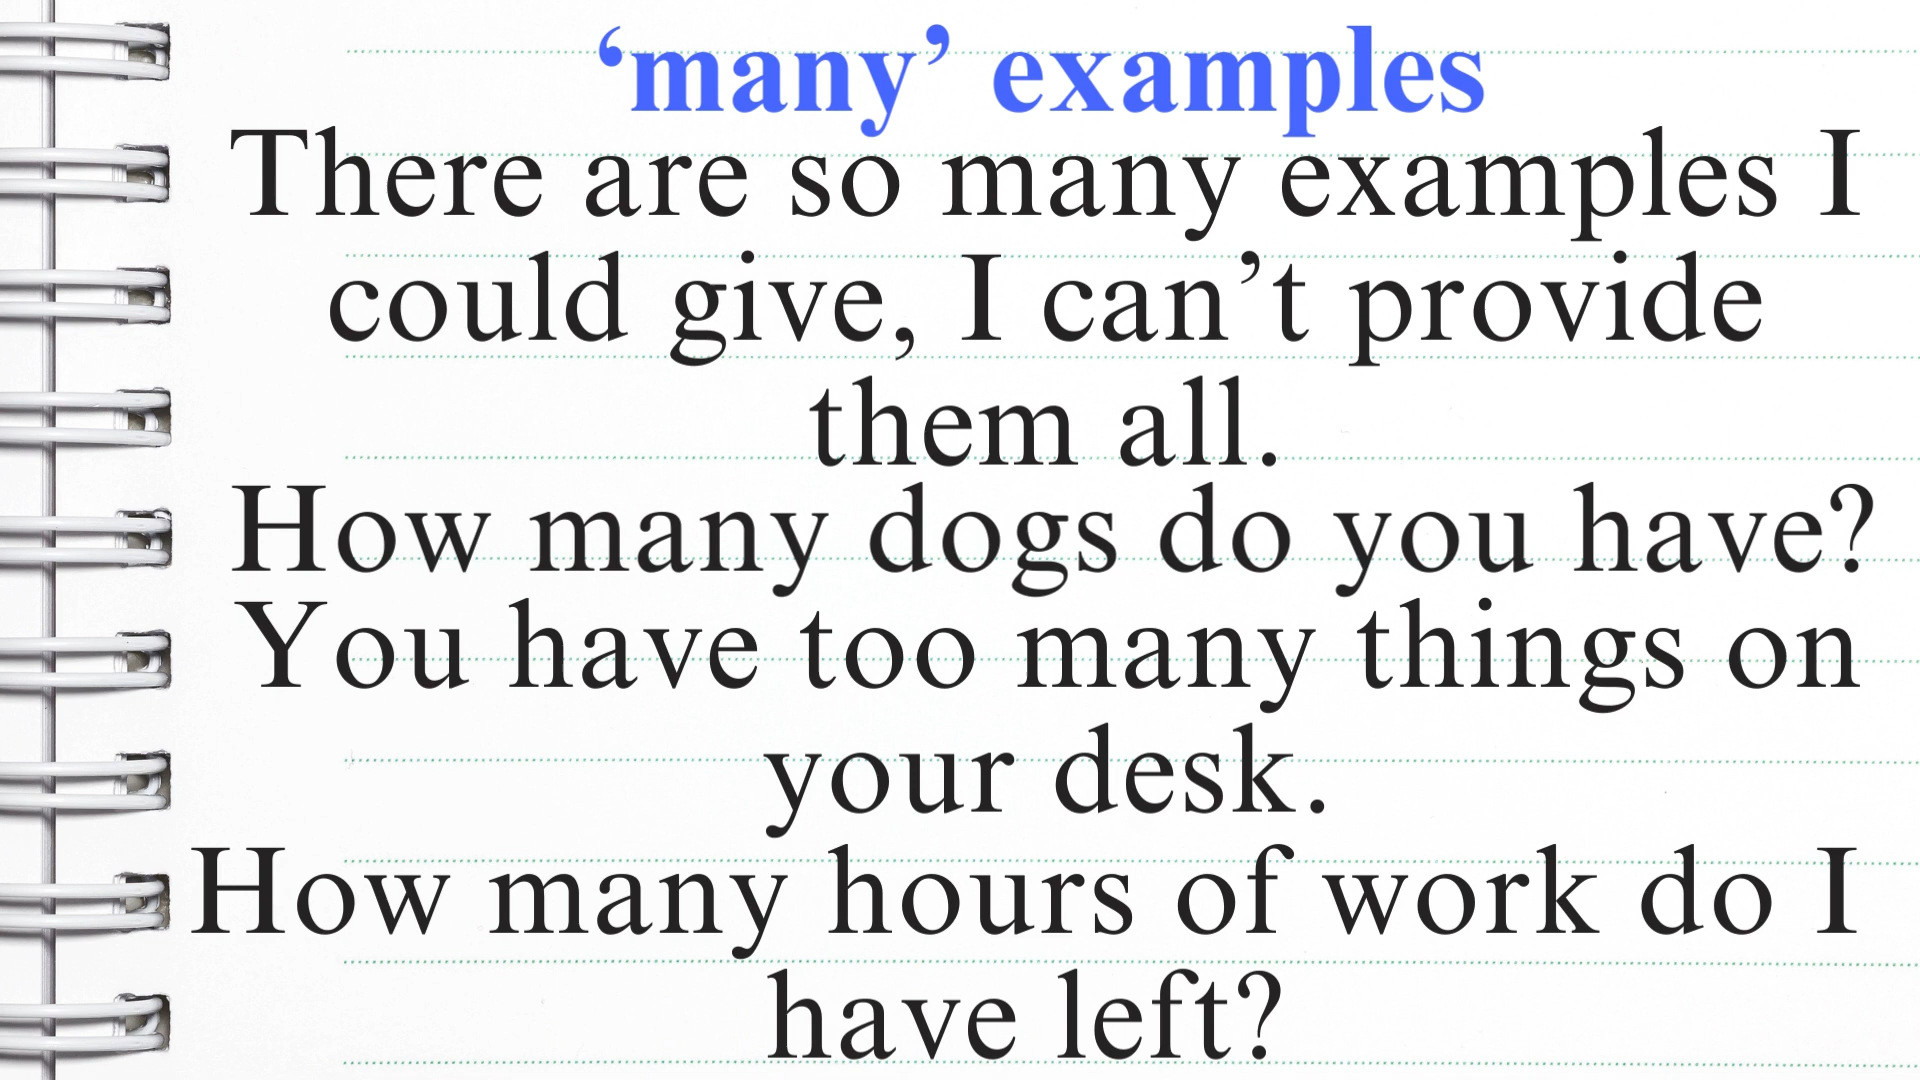 ‘many’ examples
There are so many examples I
could give, I can’t provide
them all.
How many dogs do you have?
You have too many things on
your desk.
How many hours of work do I
have left?